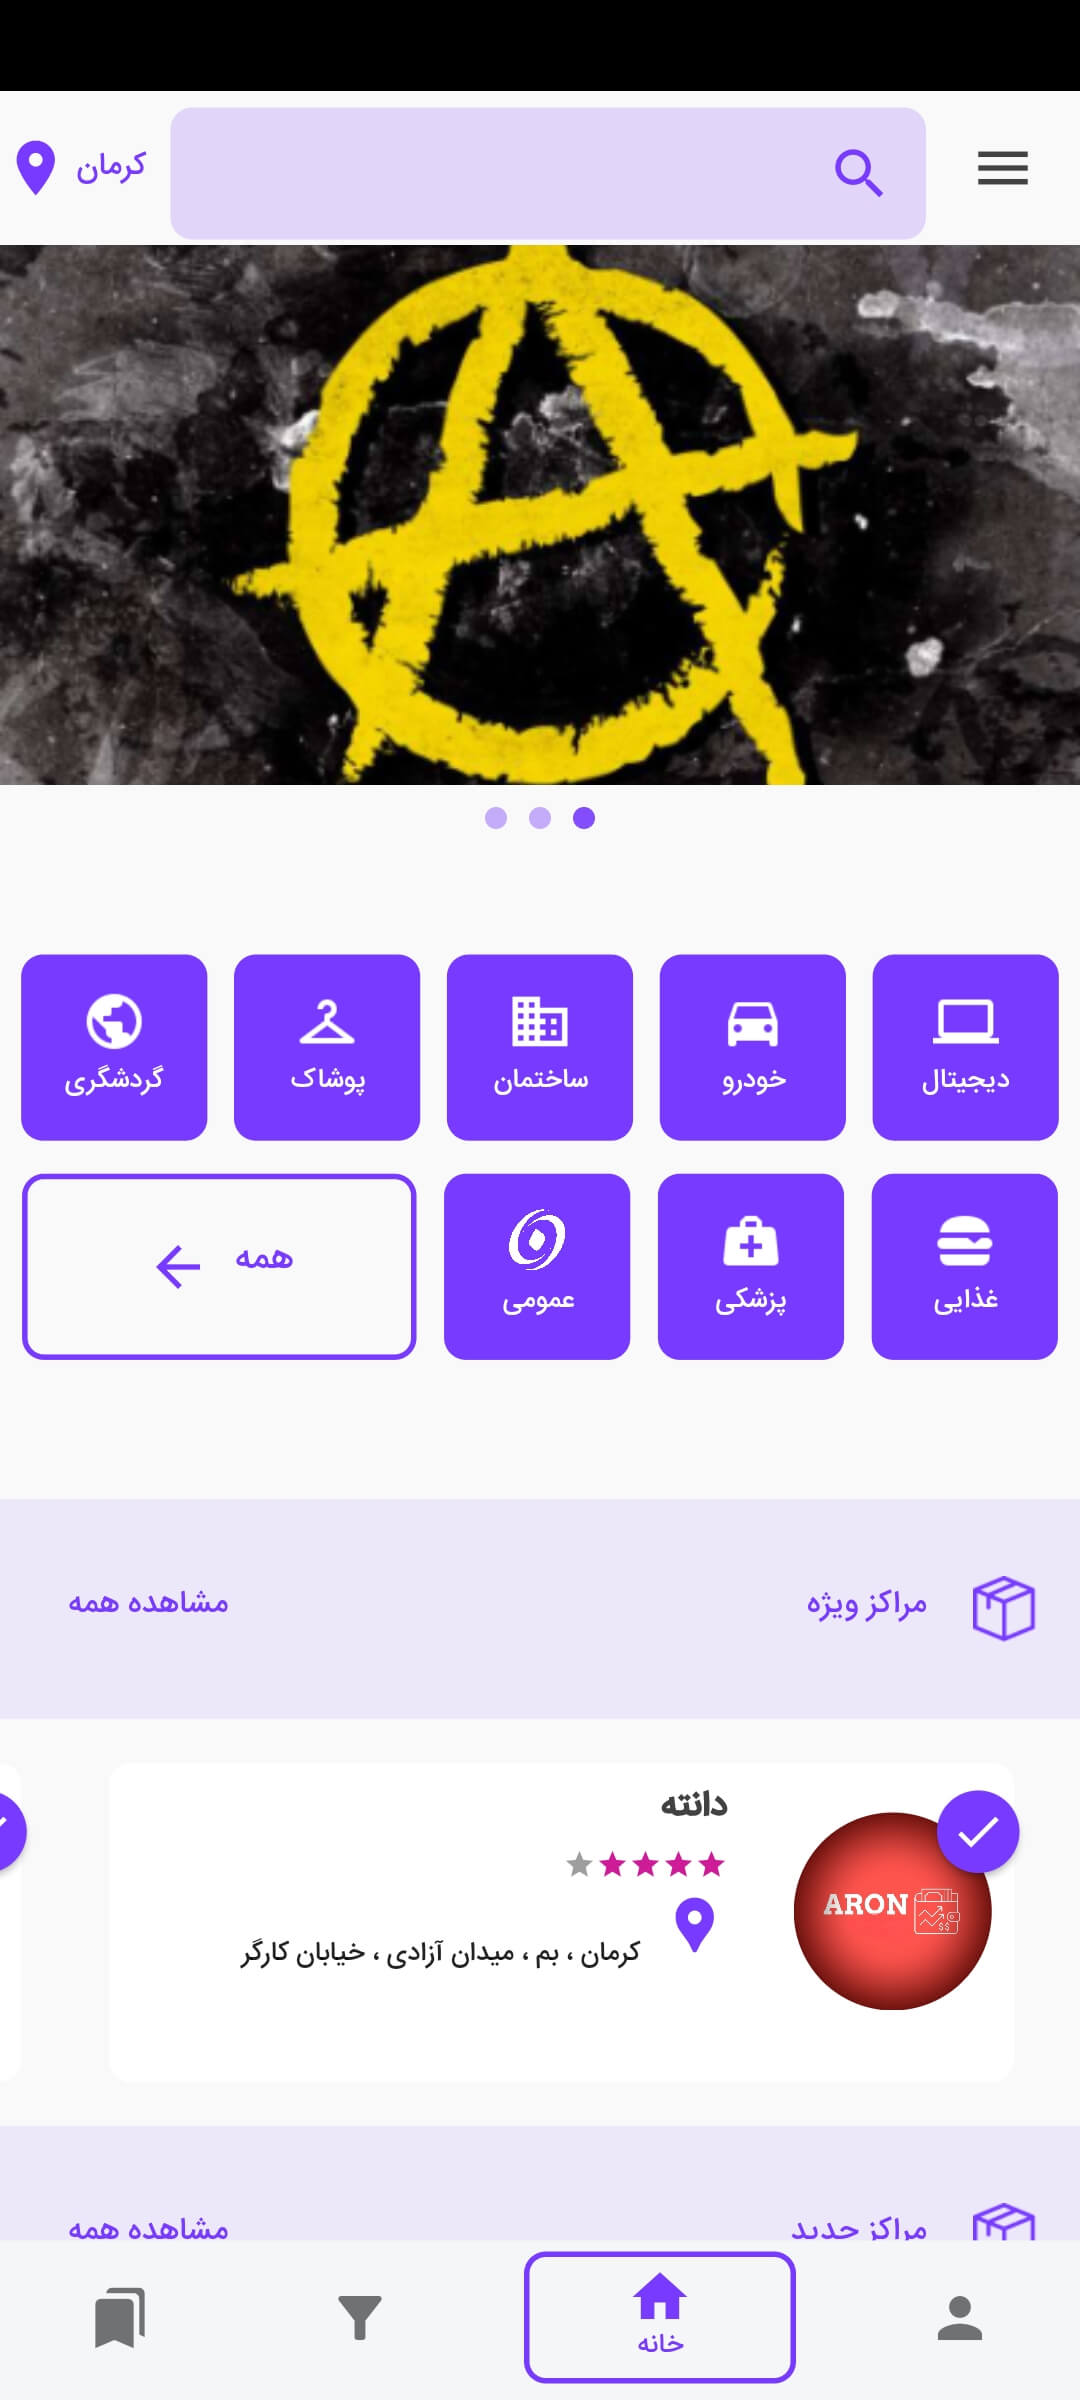 کرمان
دیجیتال
خودرو
ساختمان
پوشاک
گردشگری
غذایی
پزشکی
عمومی
همه
مراکز ویژه
مشاهده همه
دانته
ARON
$$
کرمان ، بم ، میدان آزادی ، خیابان کارگر
مراکز جدید
مشاهده همه
خانه